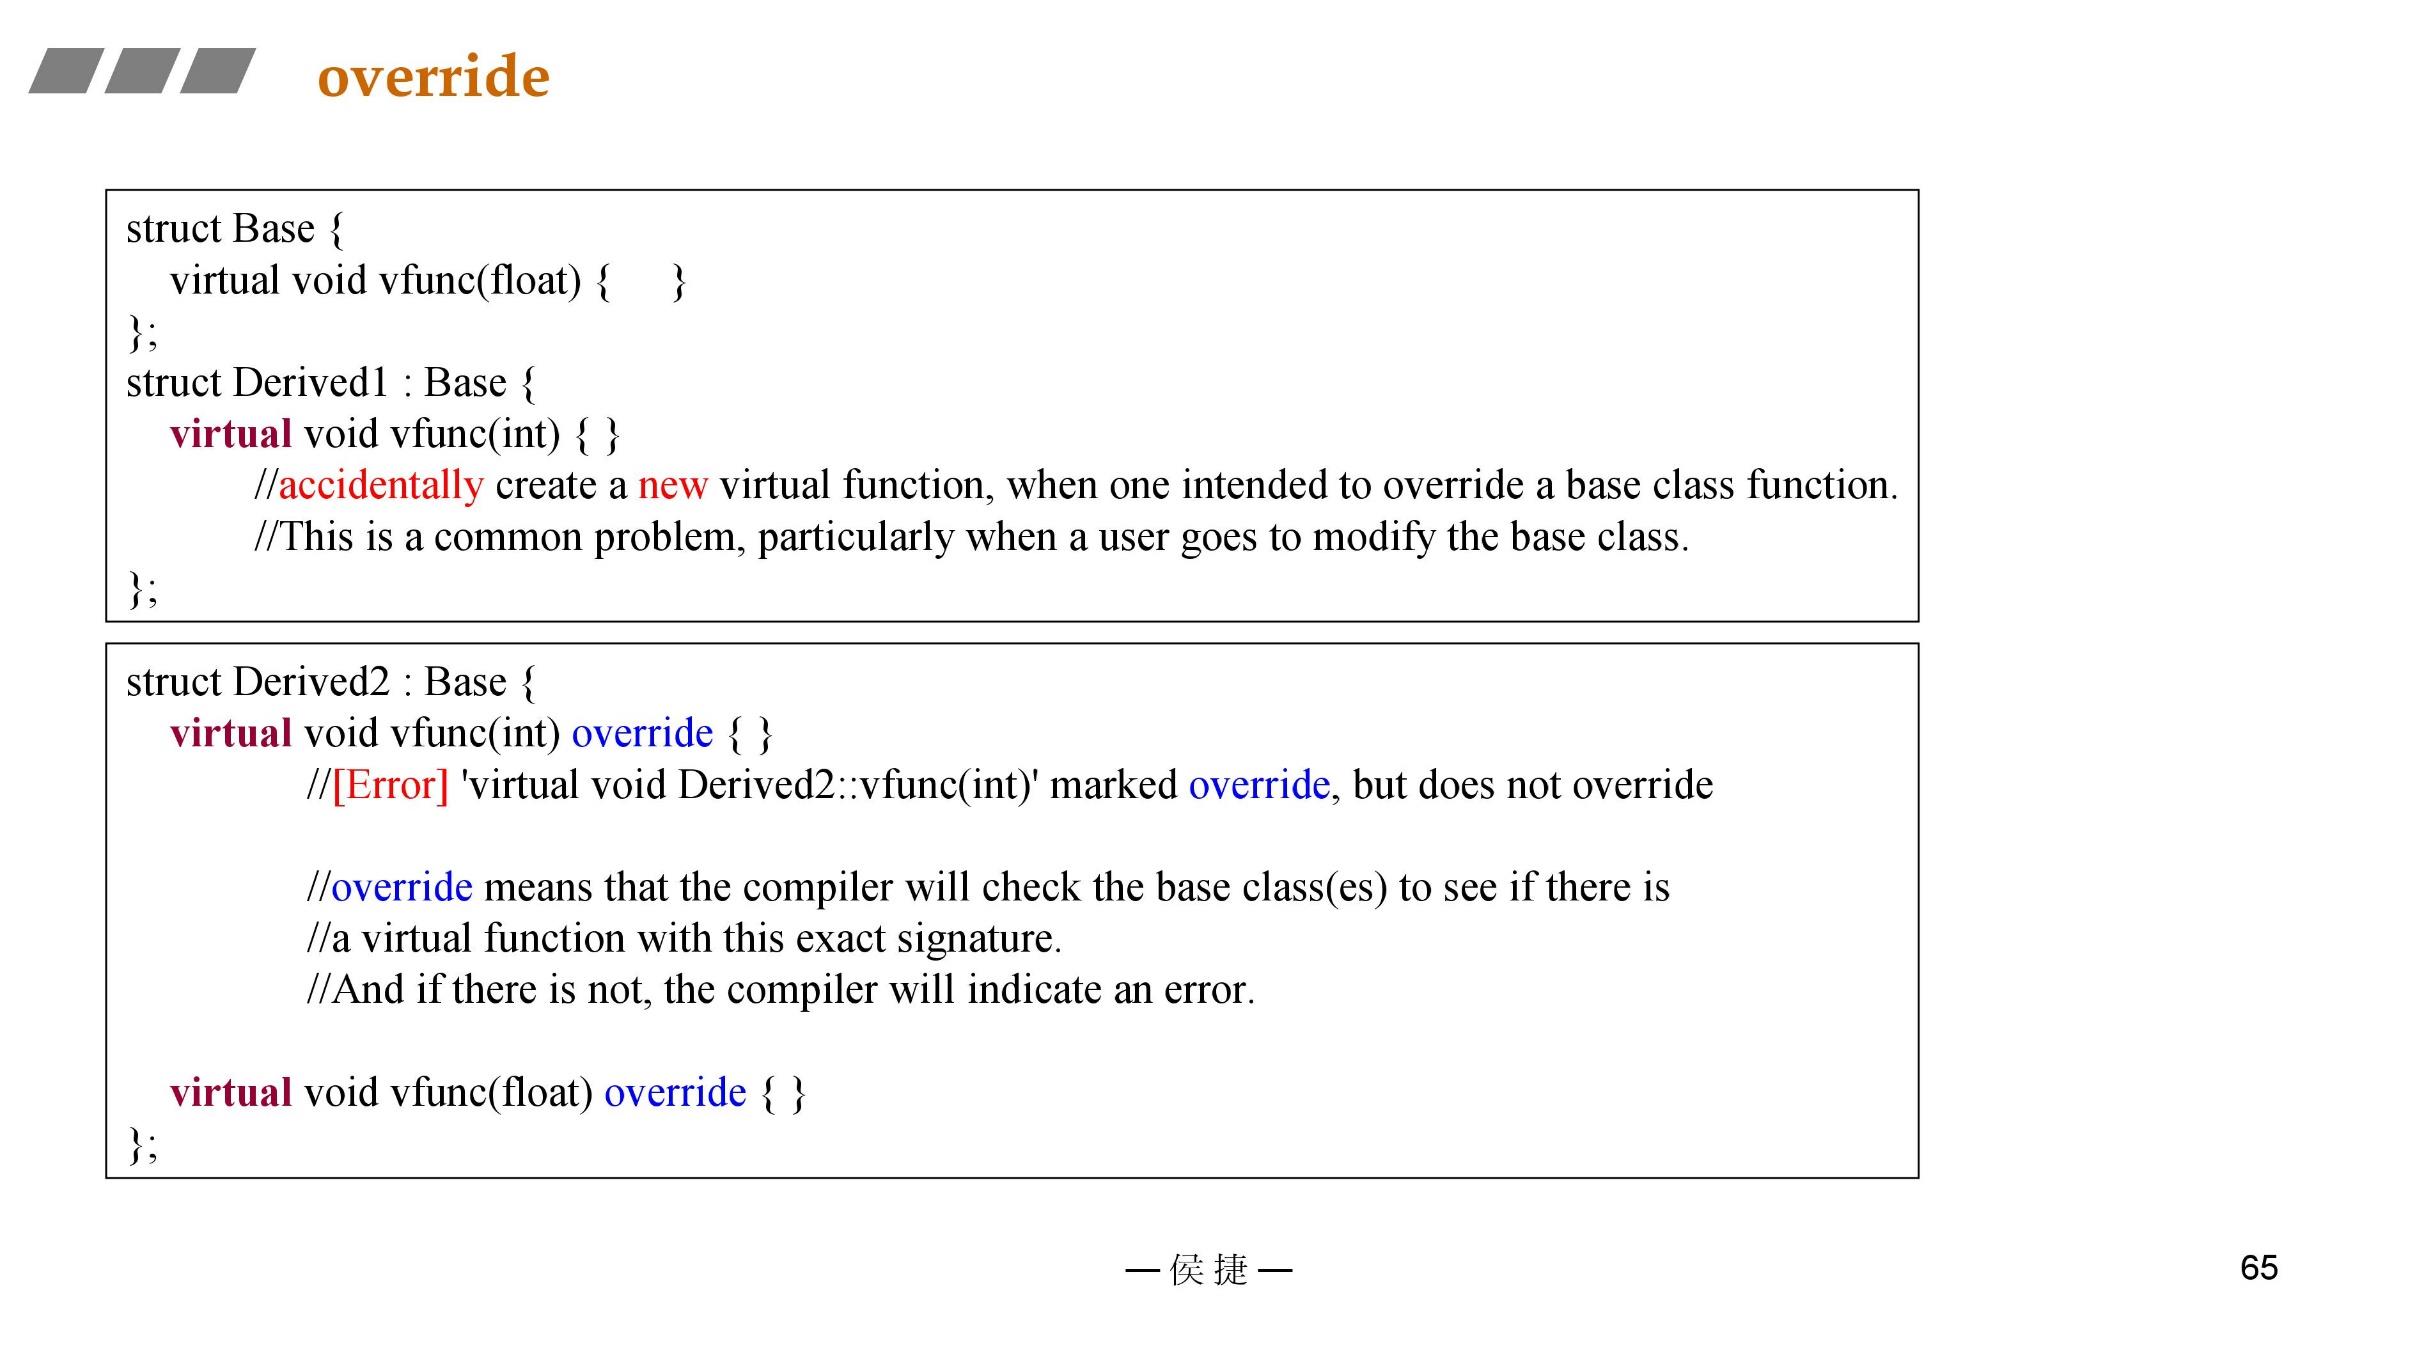 override
struct Base {
virtual void vfunc(float) { }
};
struct Derived1 : Base {
virtual void vfunc(int) { }
//accidentally create a new virtual function, when one intended to override a base class function.
//This is a common problem, particularly when a user goes to modify the base class.
};
struct Derived2 : Base {
virtual void vfunc(int) override { }
//[Error] 'virtual void Derived2::vfunc(int)' marked override, but does not override
//override means that the compiler will check the base class(es) to see if there is
//a virtual function with this exact signature.
//And if there is not, the compiler will indicate an error.
virtual void vfunc(float) override { }
};
— 侯 捷 —
65